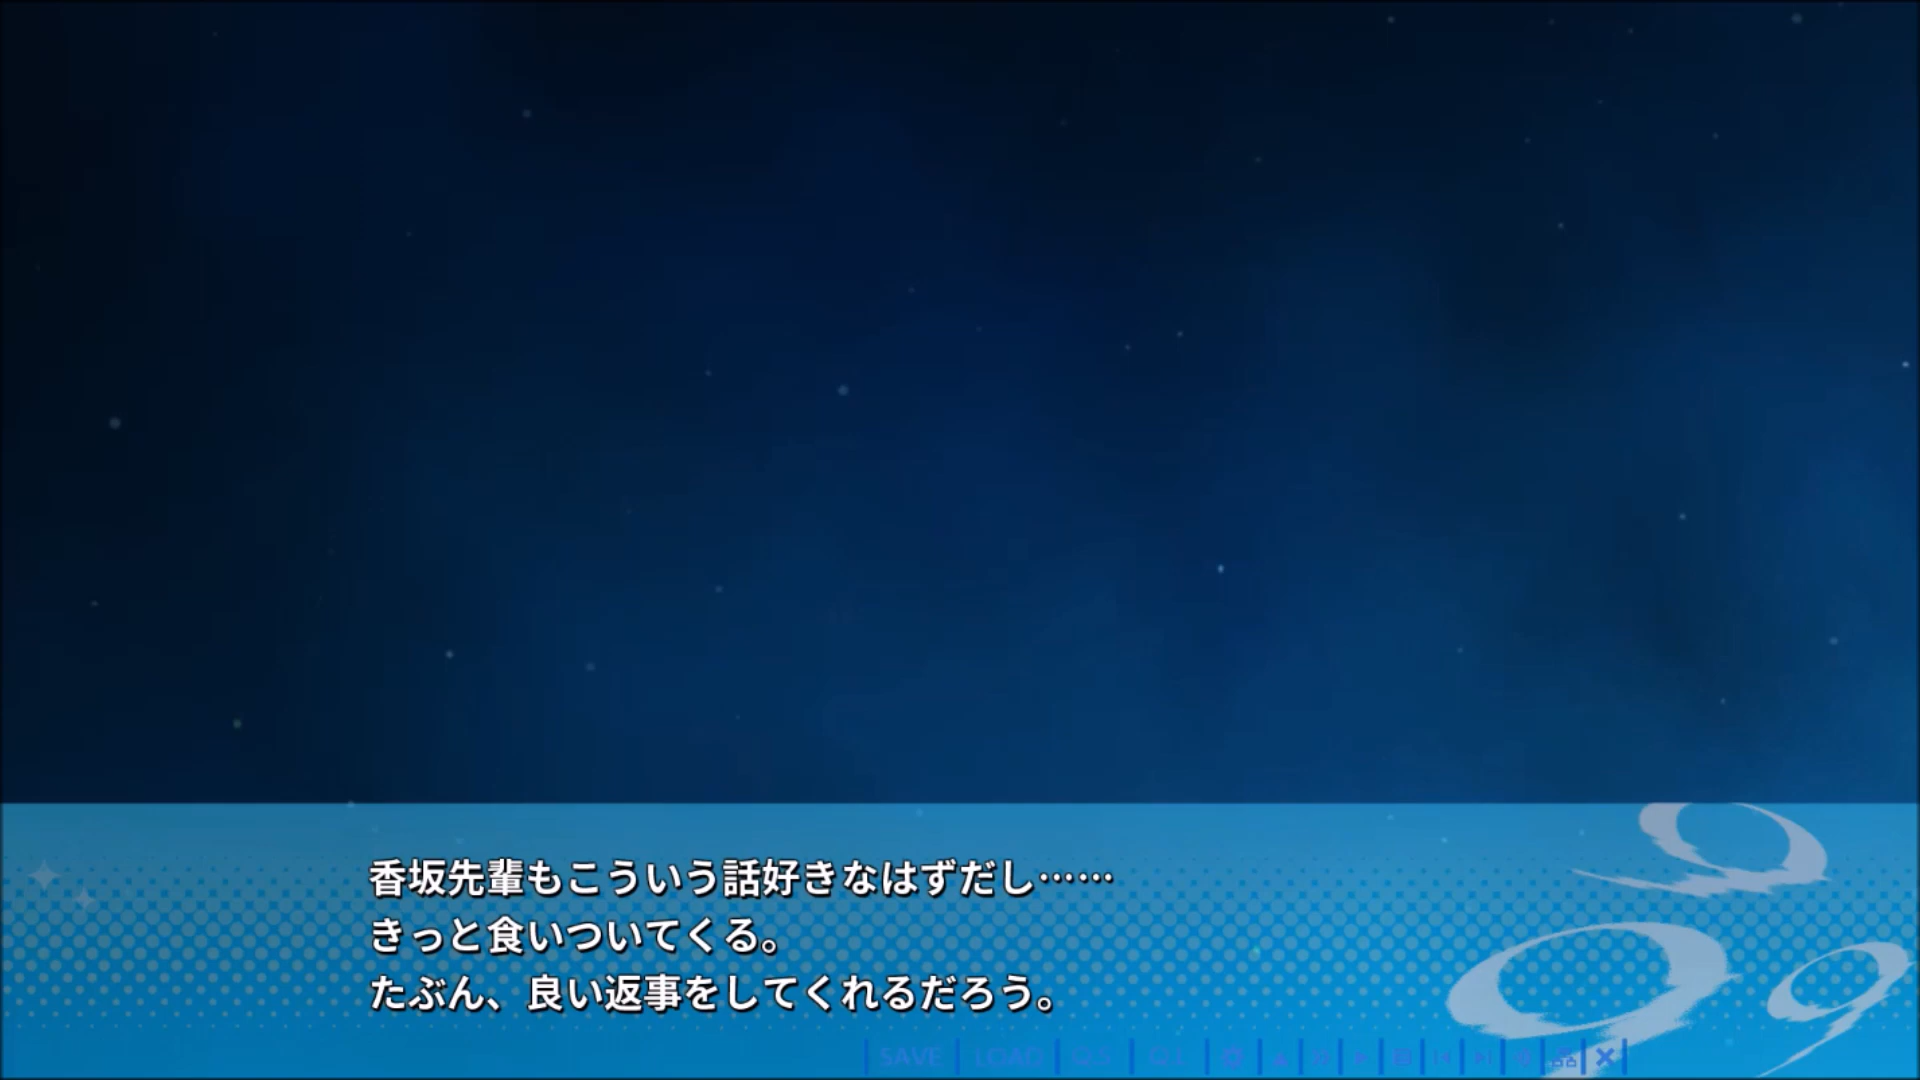 香坂先輩もこういう話好きなはずだし……
きっと食いついてくる。
たぶん、良い返事をしてくれるだろう。
SAVE LOAD Q.S Q.L